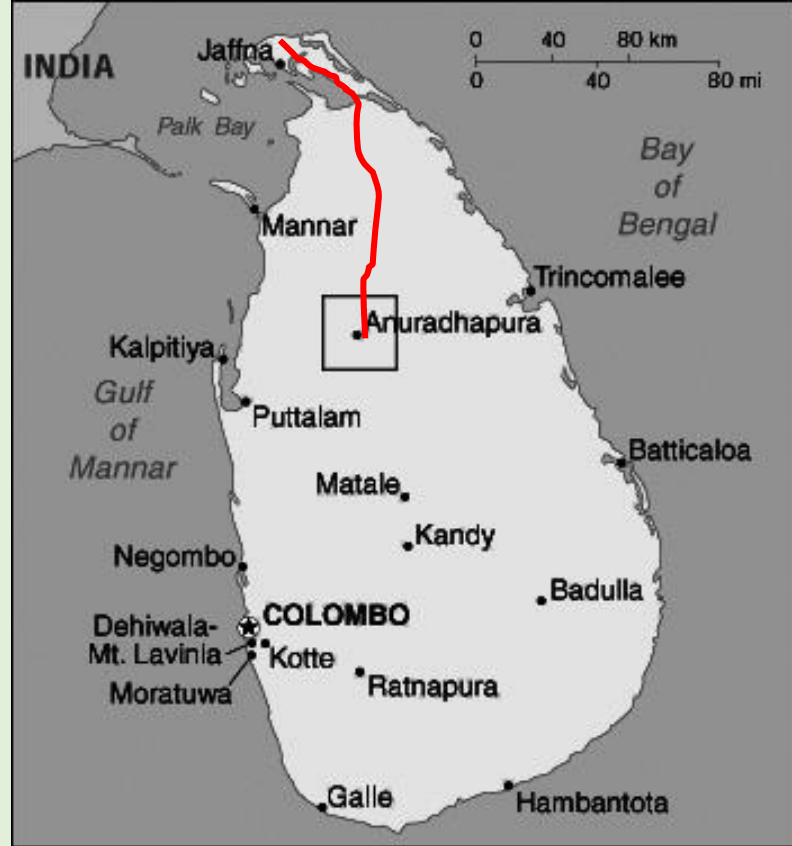 0 40 80 km
Jaffna
INDIA
0 40 80 mi
Palk Bay
Bay
of
Bengal
Mannar
Trincomalee
Anuradhapura
Kalpitiya
Gulf
of
Mannar
Puttalam
Batticaloa
Matale
Kandy
Negombo
Badulla
COLOMBO
Dehiwala-
Mt. Lavinia
Kotte
Moratuwa
Ratnapura
Galle
Hambantota